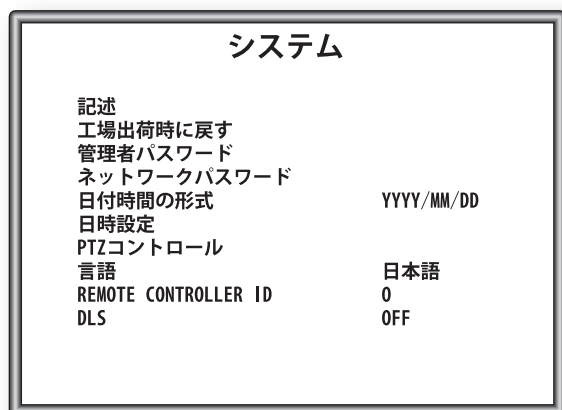 システム
記述
工場出荷時に戻す
管理者パスワード
ネットワークパスワード
日付時間の形式 YYYY/MM/DD
日時設定
PTZコントロール
言語 日本語
REMOTE CONTROLLER ID 0
DLS OFF